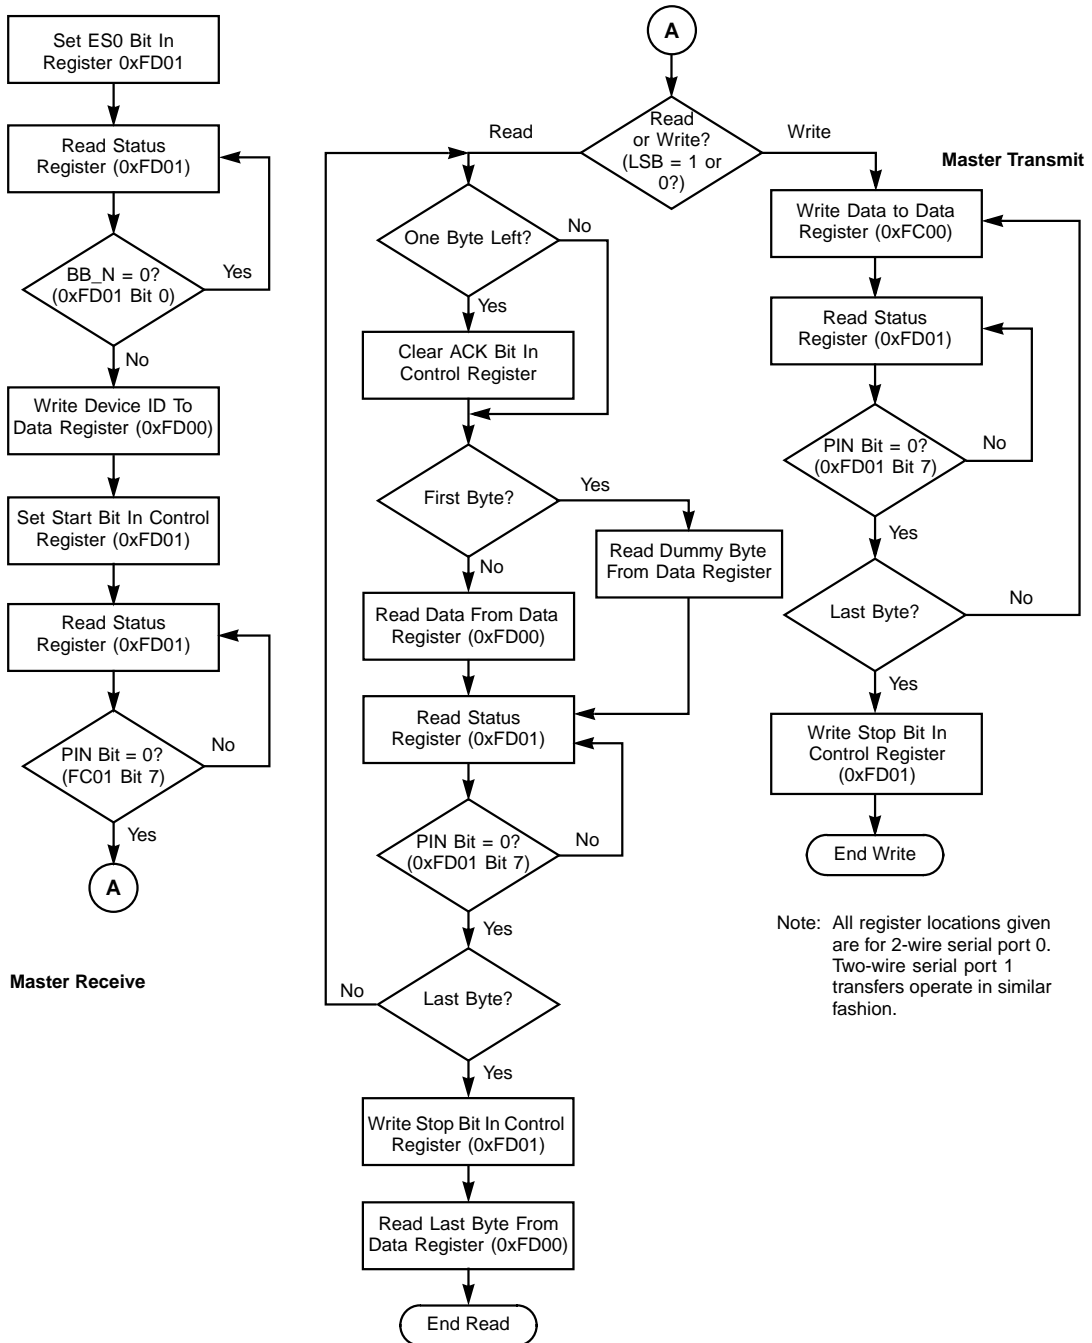 Set ES0 Bit In
Register 0xFD01
Read Status
Register (0xFD01)
BB_N = 0?
(0xFD01 Bit 0)
Yes
No
Write Device ID To
Data Register (0xFD00)
Set Start Bit In Control
Register (0xFD01)
Read Status
Register (0xFD01)
PIN Bit = 0?
(FC01 Bit 7)
No
Yes
A
Master Receive
A
Read
or Write?
(LSB = 1 or
0?)
Read
Write
One Byte Left?
No
Yes
Clear ACK Bit In
Control Register
First Byte?
Yes
No
Read Dummy Byte
From Data Register
Read Data From Data
Register (0xFD00)
Read Status
Register (0xFD01)
PIN Bit = 0?
(0xFD01 Bit 7)
No
Yes
Last Byte?
No
Yes
Write Stop Bit In Control
Register (0xFD01)
Read Last Byte From
Data Register (0xFD00)
End Read
Master Transmit
Write Data to Data
Register (0xFC00)
Read Status
Register (0xFD01)
PIN Bit = 0?
(0xFD01 Bit 7)
No
Yes
Last Byte?
No
Yes
Write Stop Bit In
Control Register
(0xFD01)
End Write
Note: All register locations given
are for 2-wire serial port 0.
Two-wire serial port 1
transfers operate in similar
fashion.